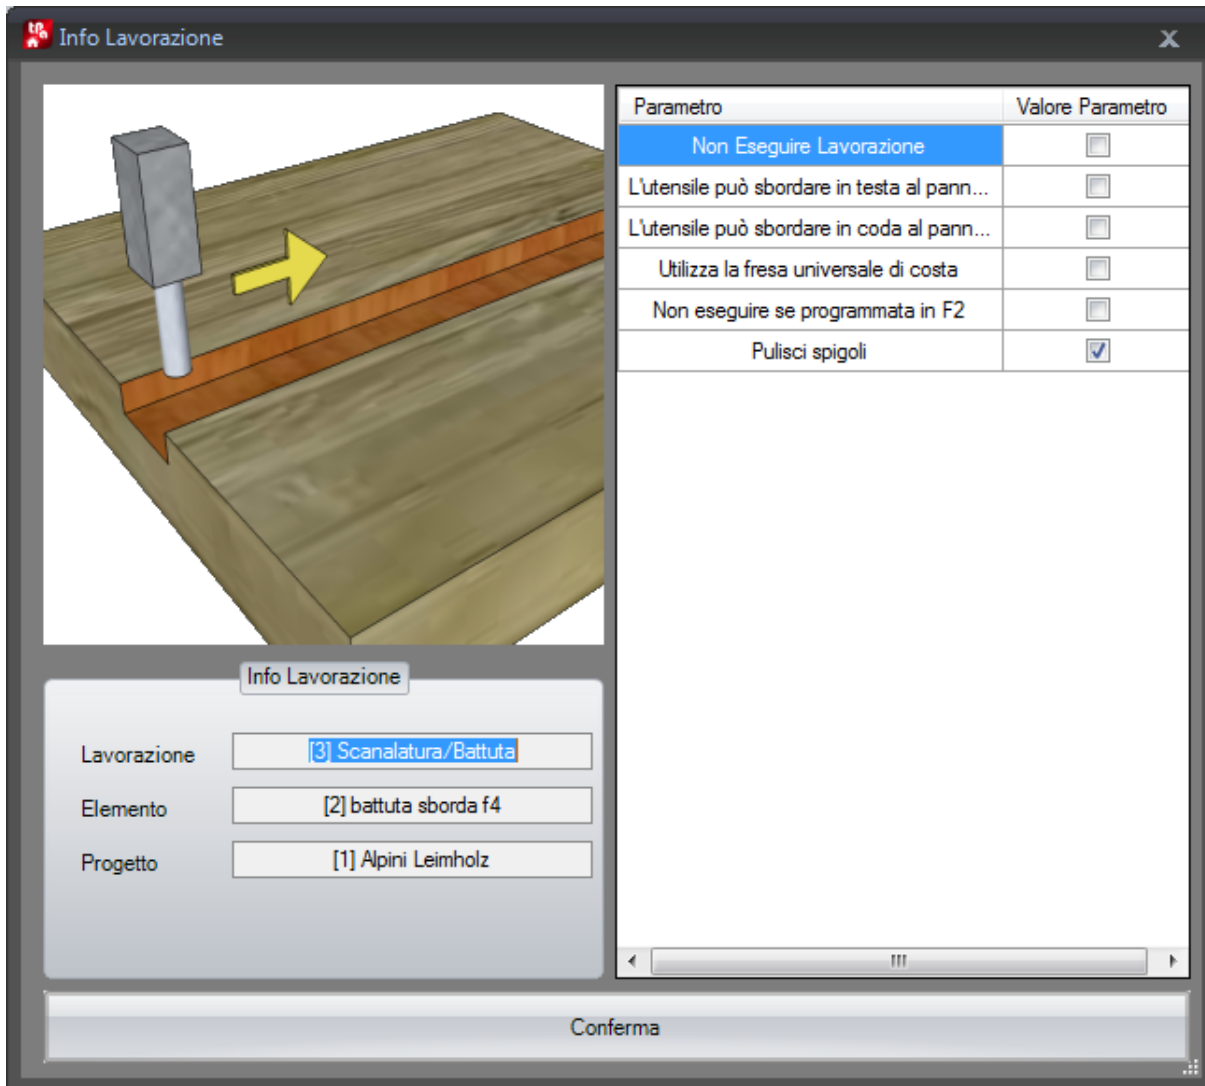 Info Lavorazione
Parametro Valore Parametro
Non Eseguire Lavorazione
L'utensile può sbordare in testa al pann...
L'utensile può sbordare in coda al pann...
Utilizza la fresa universale di costa
Non eseguire se programmata in F2
Pulisci spigoli
Info Lavorazione
Lavorazione [3] Scanalatura/Battuta
Elemento [2] battuta sborda f4
Progetto [1] Alpini Leimholz
Conferma